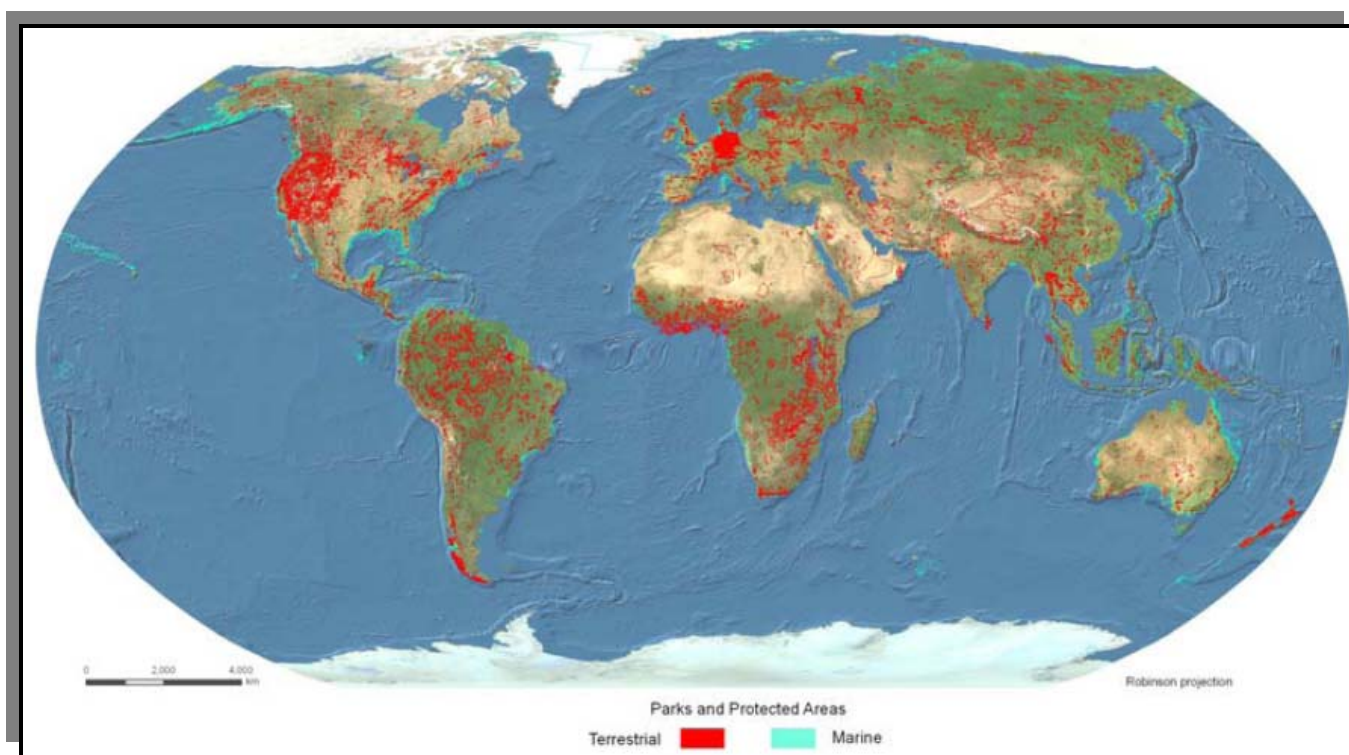 0 2,000 4,000
km
Robinson projection
Parks and Protected Areas
Terrestrial Marine